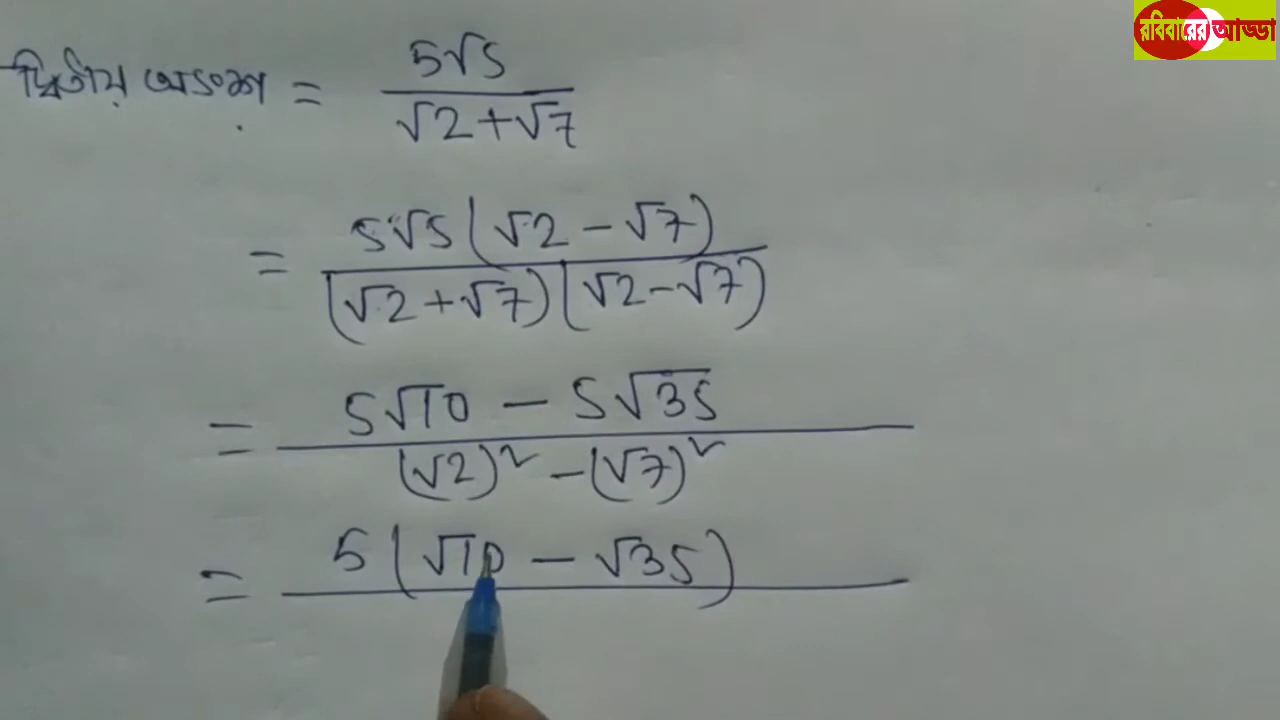 রবিবারের আড্ডা
দ্বিতীয় অংশ = 5√5
√2+√7
= 5√5(√2-√7)
(√2+√7)(√2-√7)
= 5√10 - 5√35
(√2)² - (√7)²
= 5(√10 - √35)